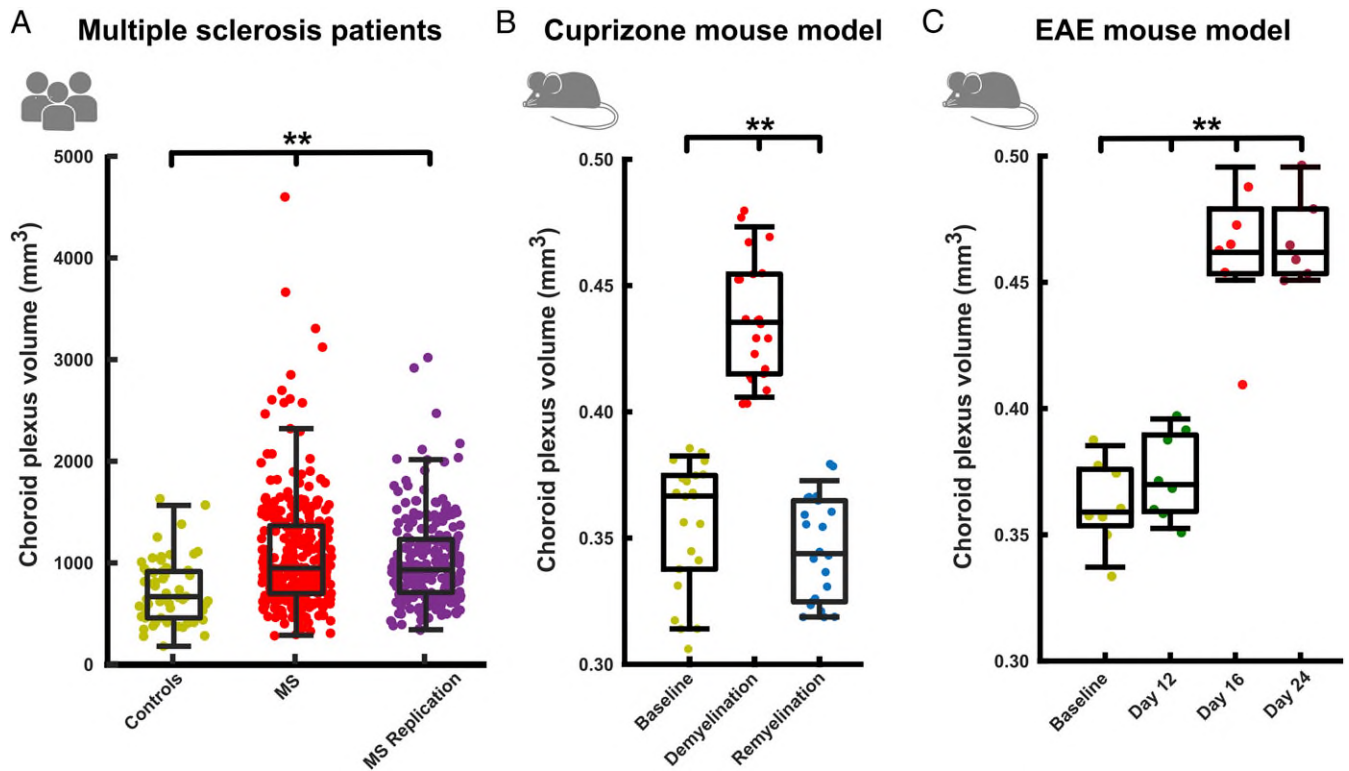 A Multiple sclerosis patients
**
Choroid plexus volume (mm³)
5000
4000
3000
2000
1000
0
Controls
MS
MS Replication
B Cuprizone mouse model
**
Choroid plexus volume (mm³)
0.50
0.45
0.40
0.35
0.30
Baseline
Demyelination
Remyelination
C EAE mouse model
**
Choroid plexus volume (mm³)
0.50
0.45
0.40
0.35
0.30
Baseline
Day 12
Day 16
Day 24